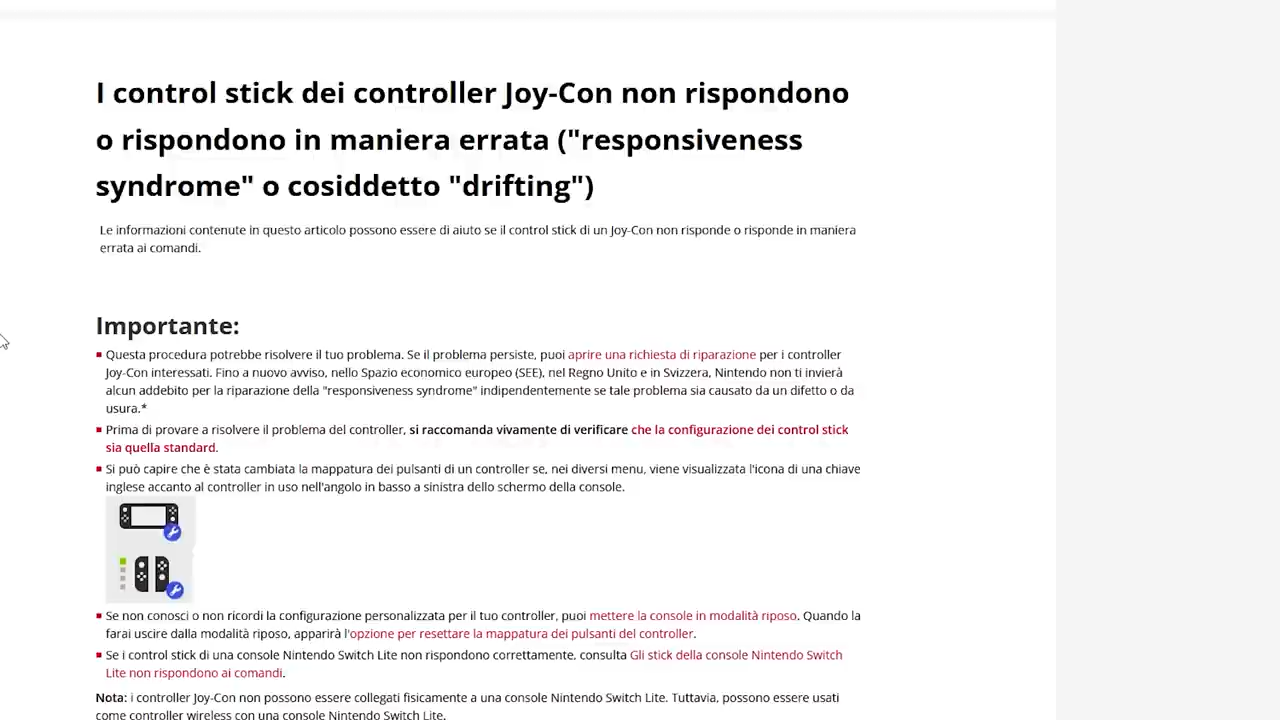 I control stick dei controller Joy-Con non rispondono
o rispondono in maniera errata ("responsiveness
syndrome" o cosiddetto "drifting")
Le informazioni contenute in questo articolo possono essere di aiuto se il control stick di un Joy-Con non risponde o risponde in maniera
errata ai comandi.
Importante:
Questa procedura potrebbe risolvere il tuo problema. Se il problema persiste, puoi aprire una richiesta di riparazione per i controller
Joy-Con interessati. Fino a nuovo avviso, nello Spazio economico europeo (SEE), nel Regno Unito e in Svizzera, Nintendo non ti invierà
alcun addebito per la riparazione della "responsiveness syndrome" indipendentemente se tale problema sia causato da un difetto o da
usura.*
Prima di provare a risolvere il problema del controller, si raccomanda vivamente di verificare che la configurazione dei control stick
sia quella standard.
Si può capire che è stata cambiata la mappatura dei pulsanti di un controller se, nei diversi menu, viene visualizzata l'icona di una chiave
inglese accanto al controller in uso nell'angolo in basso a sinistra dello schermo della console.
Se non conosci o non ricordi la configurazione personalizzata per il tuo controller, puoi mettere la console in modalità riposo. Quando la
farai uscire dalla modalità riposo, apparirà l'opzione per resettare la mappatura dei pulsanti del controller.
Se i control stick di una console Nintendo Switch Lite non rispondono correttamente, consulta Gli stick della console Nintendo Switch
Lite non rispondono ai comandi.
Nota: i controller Joy-Con non possono essere collegati fisicamente a una console Nintendo Switch Lite. Tuttavia, possono essere usati
come controller wireless con una console Nintendo Switch Lite.